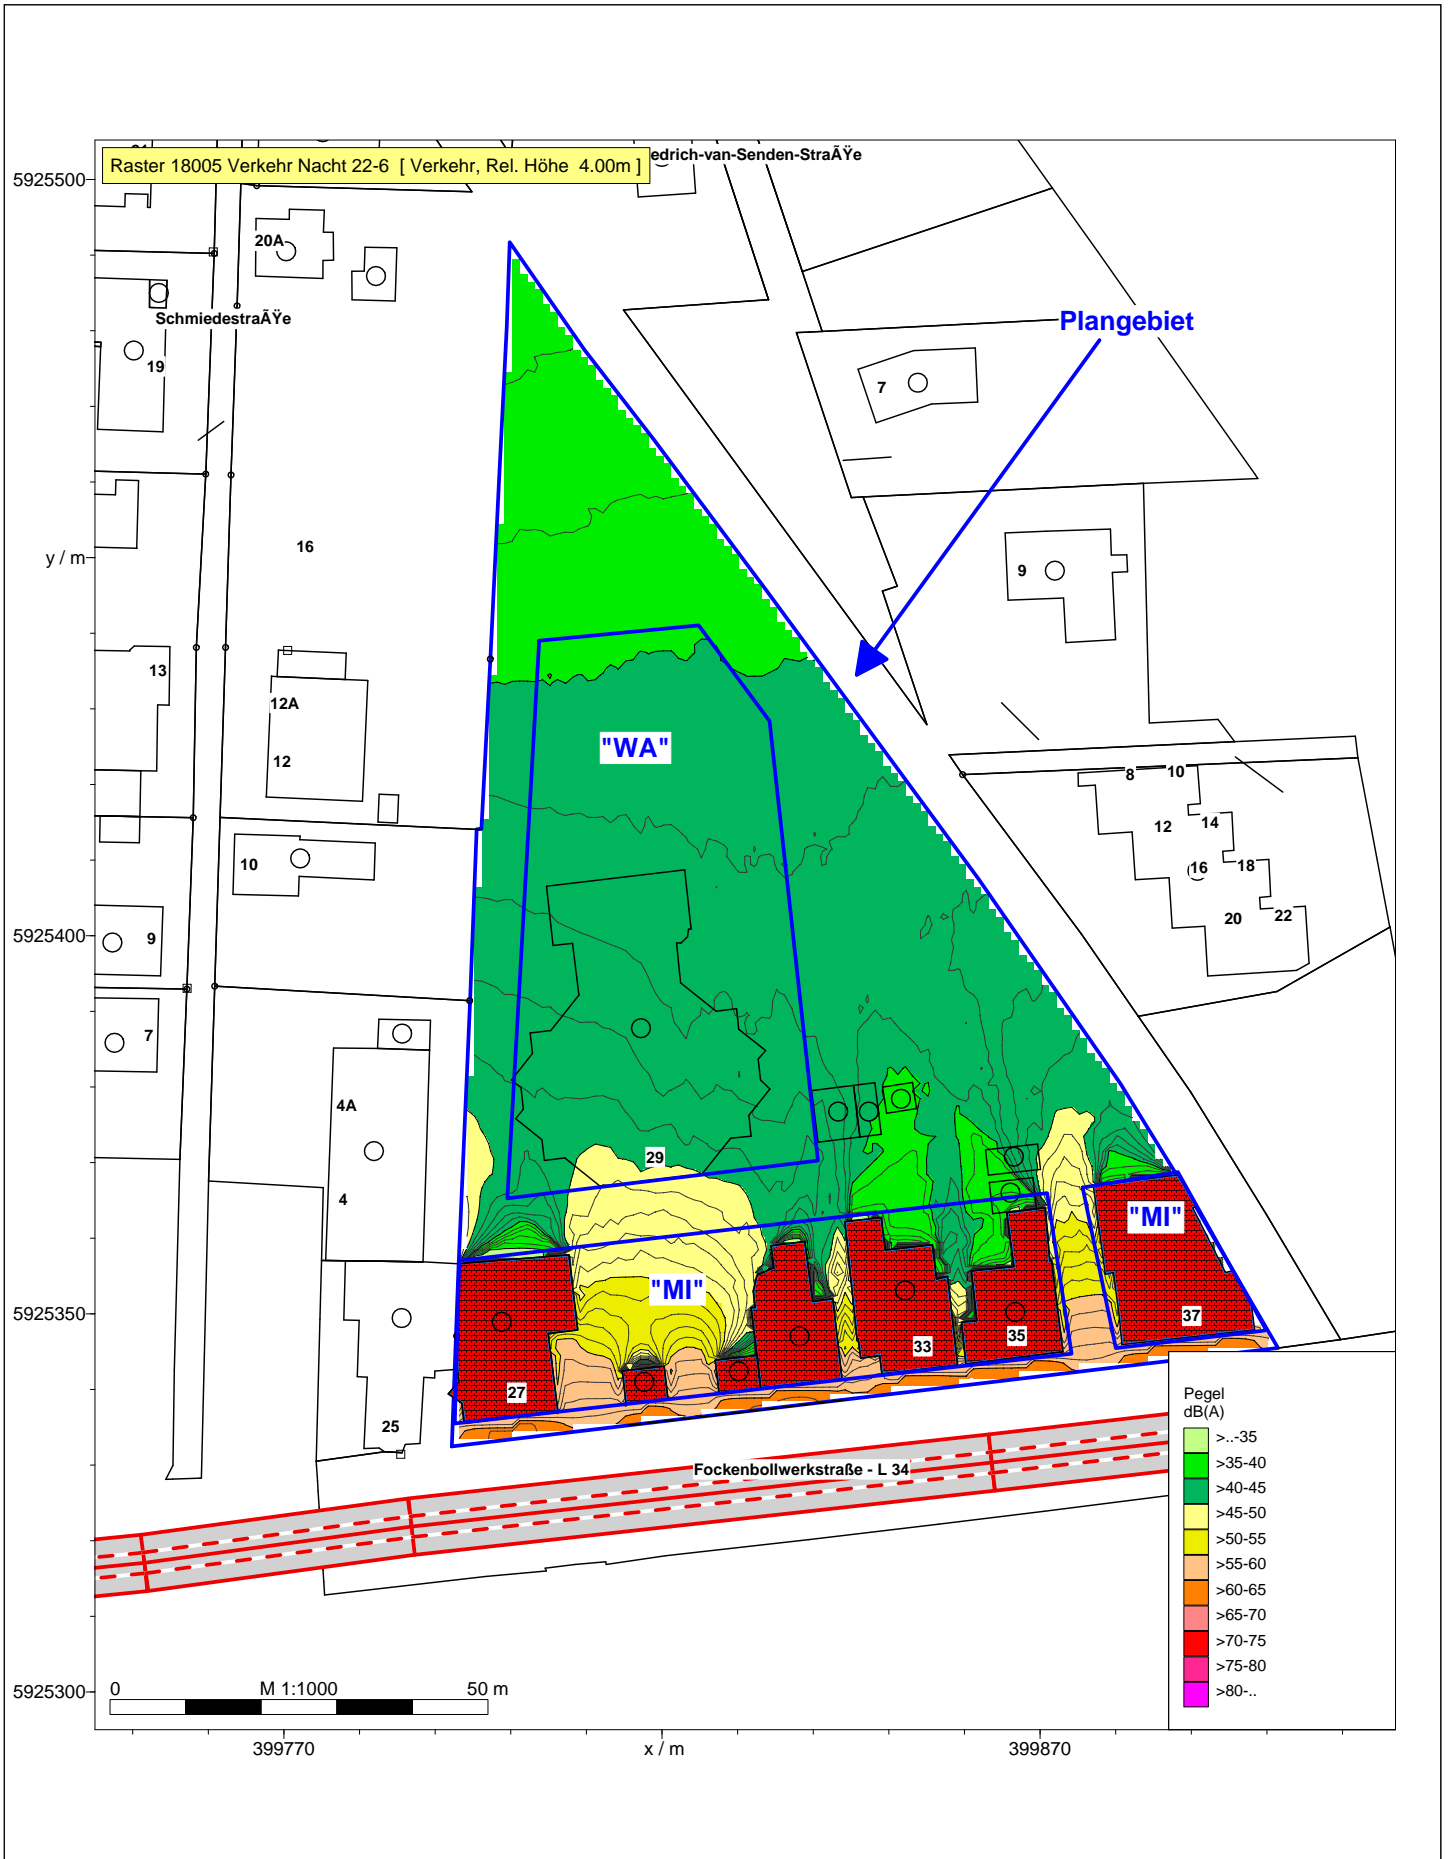 Raster 18005 Verkehr Nacht 22-6 [ Verkehr, Rel. Höhe 4.00m ]
edrich-van-Senden-StraÃŸe
5925500
20A
SchmiedestraÃŸe
Plangebiet
19
7
16
y / m
9
13
12A
"WA"
12
8
10
12
14
10
16
18
20
22
5925400
9
7
4A
29
4
"MI"
"MI"
5925350
37
35
33
27
25
Pegel
dB(A)
>..-35
>35-40
>40-45
>45-50
>50-55
>55-60
>60-65
>65-70
>70-75
>75-80
>80-..
Fockenbollwerkstraße - L 34
5925300
0
M 1:1000
50 m
399770
x / m
399870